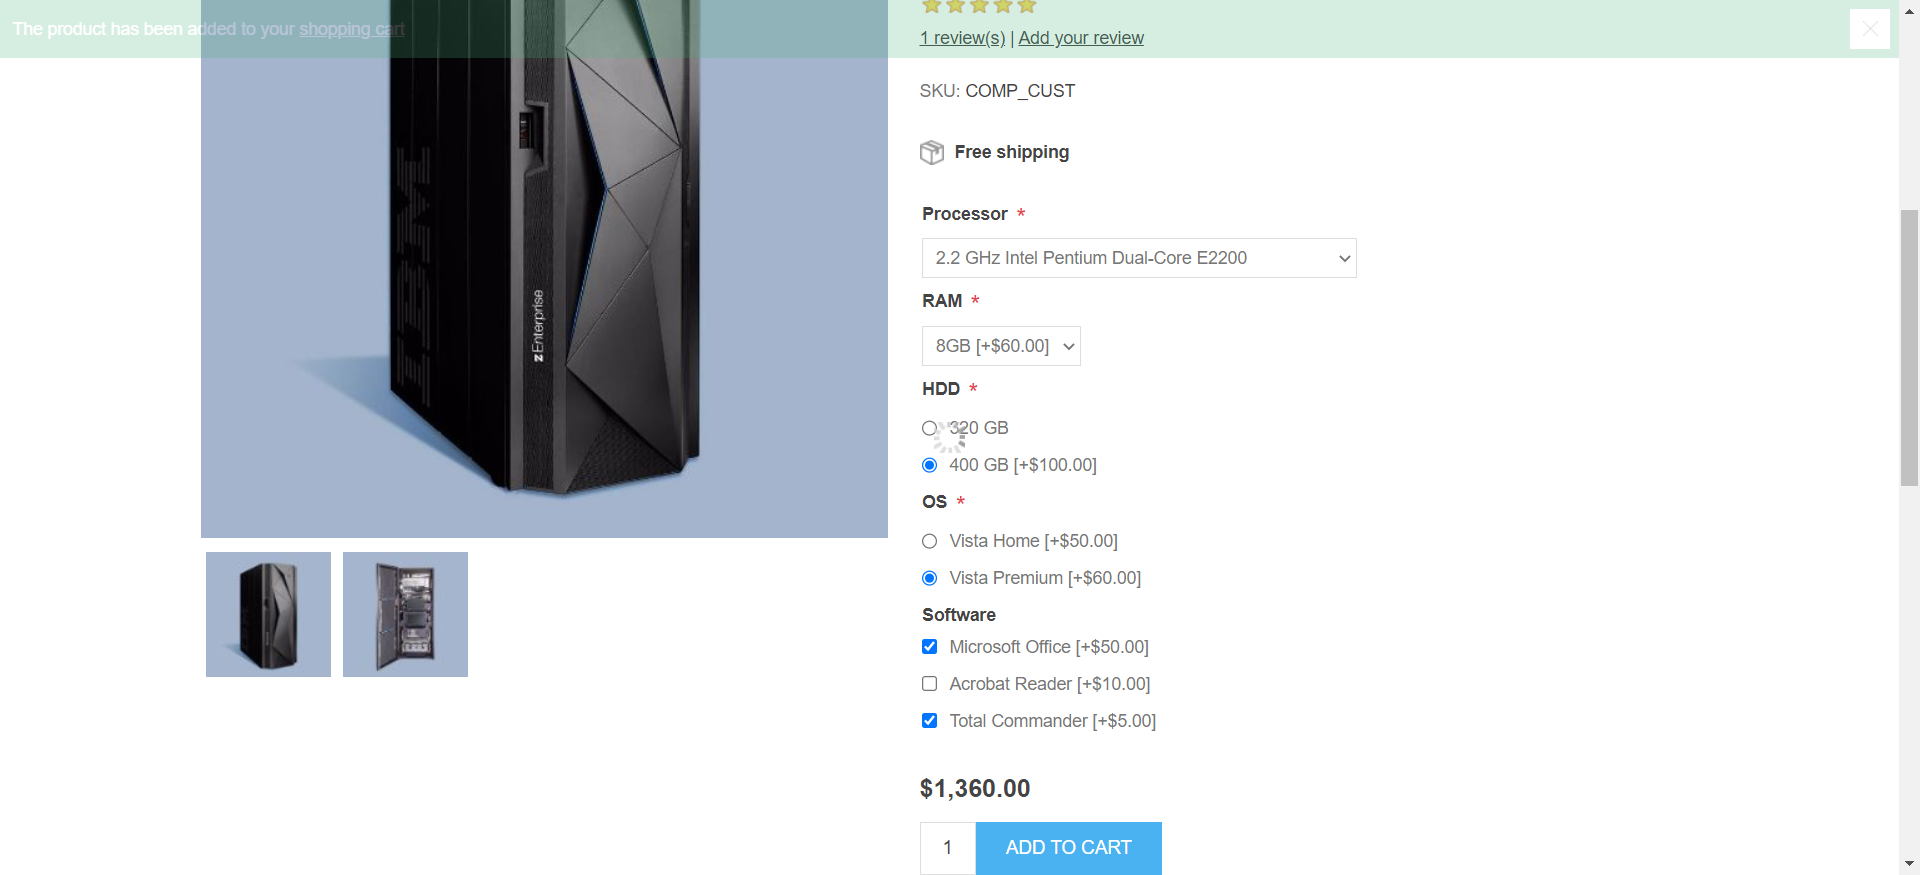 The product has been added to your shopping cart
1 review(s) | Add your review
SKU: COMP_CUST
Free shipping
Processor *
2.2 GHz Intel Pentium Dual-Core E2200
RAM *
8GB [+$60.00]
HDD *
320 GB
400 GB [+$100.00]
OS *
Vista Home [+$50.00]
Vista Premium [+$60.00]
Software
Microsoft Office [+$50.00]
Acrobat Reader [+$10.00]
Total Commander [+$5.00]
$1,360.00
1 ADD TO CART
IBM
zEnterprise